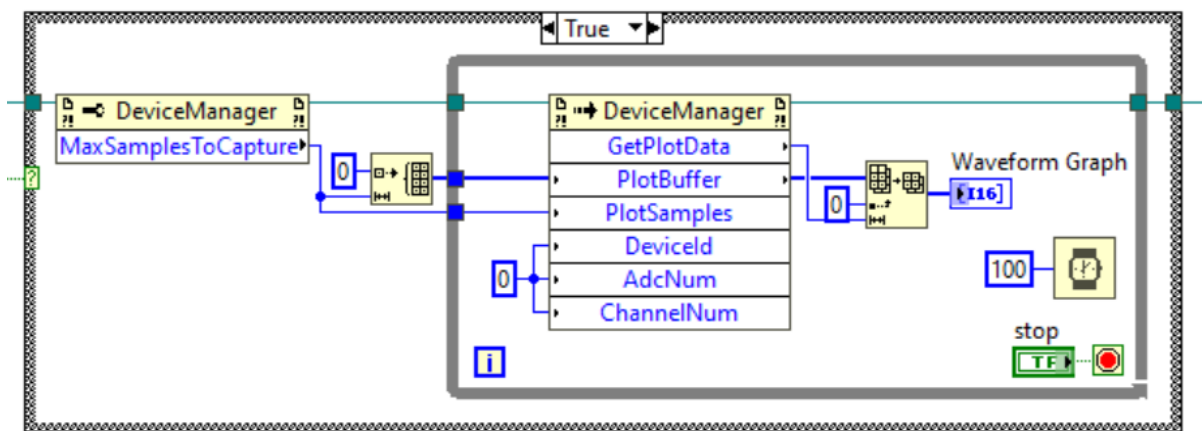 True
DeviceManager
MaxSamplesToCapture
?
0
DeviceManager
GetPlotData
PlotBuffer
PlotSamples
DeviceId
AdcNum
ChannelNum
0
0
Waveform Graph
[I16]
100
stop
TF
i